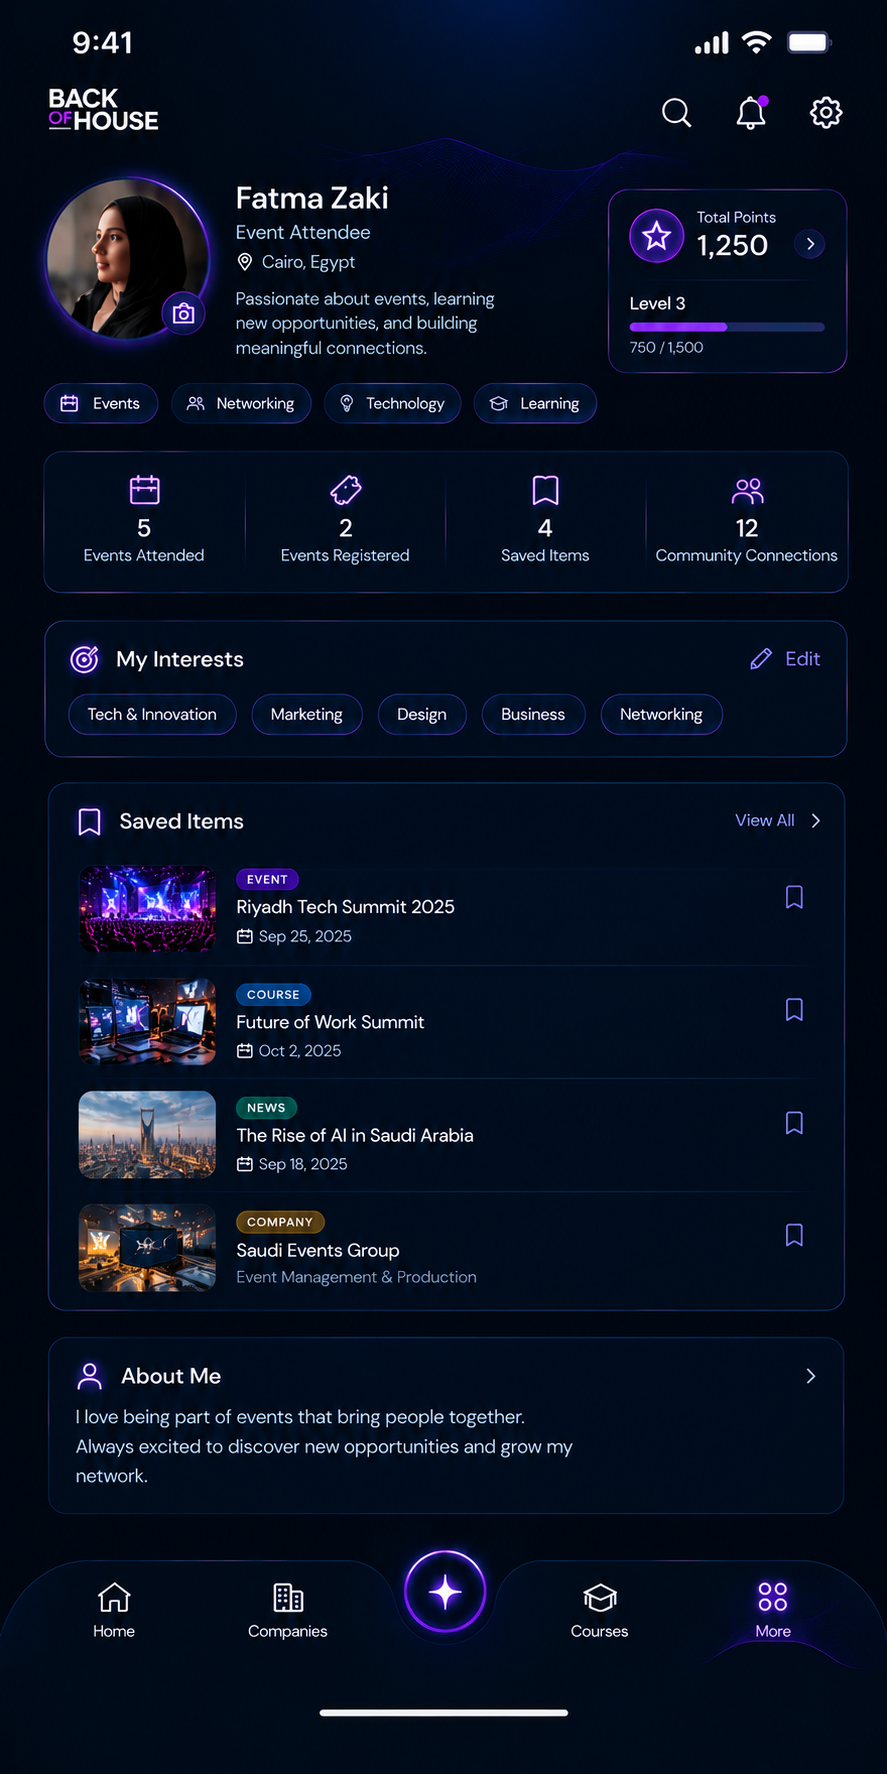 9:41
BACK
OF HOUSE
Fatma Zaki
Event Attendee
Cairo, Egypt
Passionate about events, learning
new opportunities, and building
meaningful connections.
Total Points
1,250
Level 3
750 / 1,500
Events
Networking
Technology
Learning
5
Events Attended
2
Events Registered
4
Saved Items
12
Community Connections
My Interests
Edit
Tech & Innovation
Marketing
Design
Business
Networking
Saved Items
View All
EVENT
Riyadh Tech Summit 2025
Sep 25, 2025
COURSE
Future of Work Summit
Oct 2, 2025
NEWS
The Rise of AI in Saudi Arabia
Sep 18, 2025
COMPANY
Saudi Events Group
Event Management & Production
About Me
I love being part of events that bring people together.
Always excited to discover new opportunities and grow my
network.
Home
Companies
Courses
More